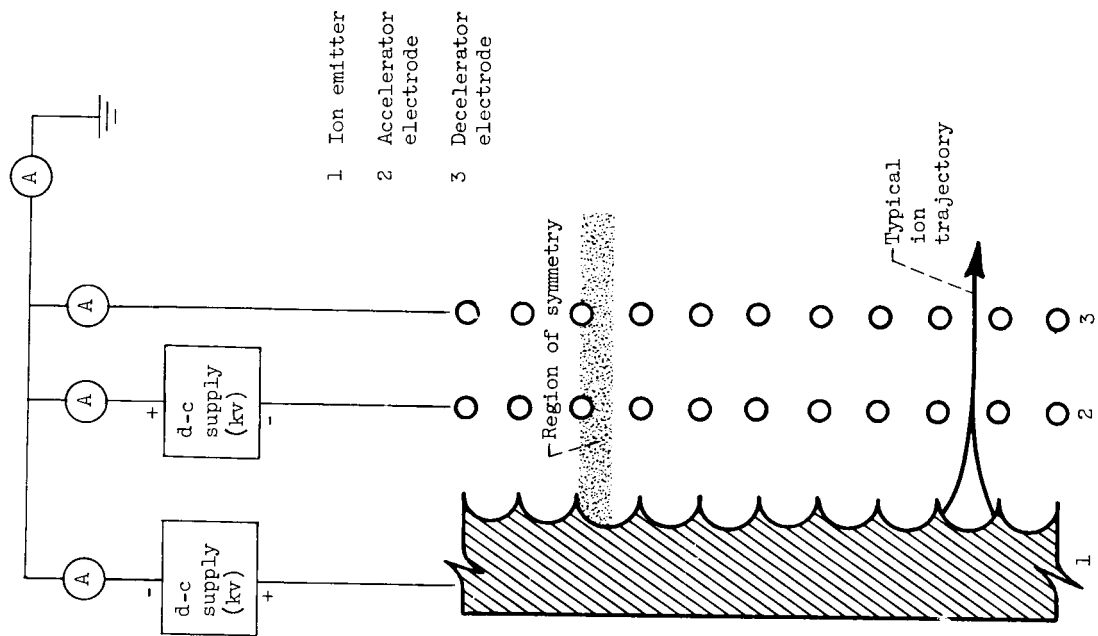 A
A
A
A
-
d-c
supply
(kv)
+
+
d-c
supply
(kv)
-
1 Ion emitter
2 Accelerator
electrode
3 Decelerator
electrode
Region of symmetry
Typical
ion
trajectory
1
2
3